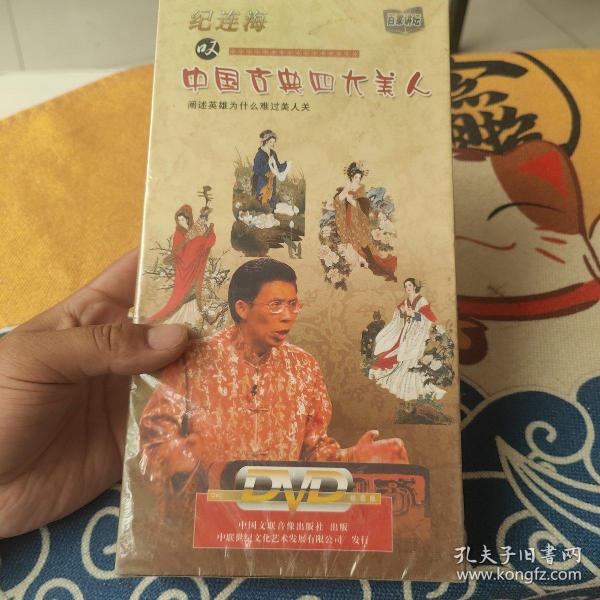 纪连海
百家讲坛
叹
中国古典四大美人
阐述英雄为什么难过美人关
DVD
中国文联音像出版社 出版
中联世纪文化艺术发展有限公司 发行
孔夫子旧书网
www.kongfz.com